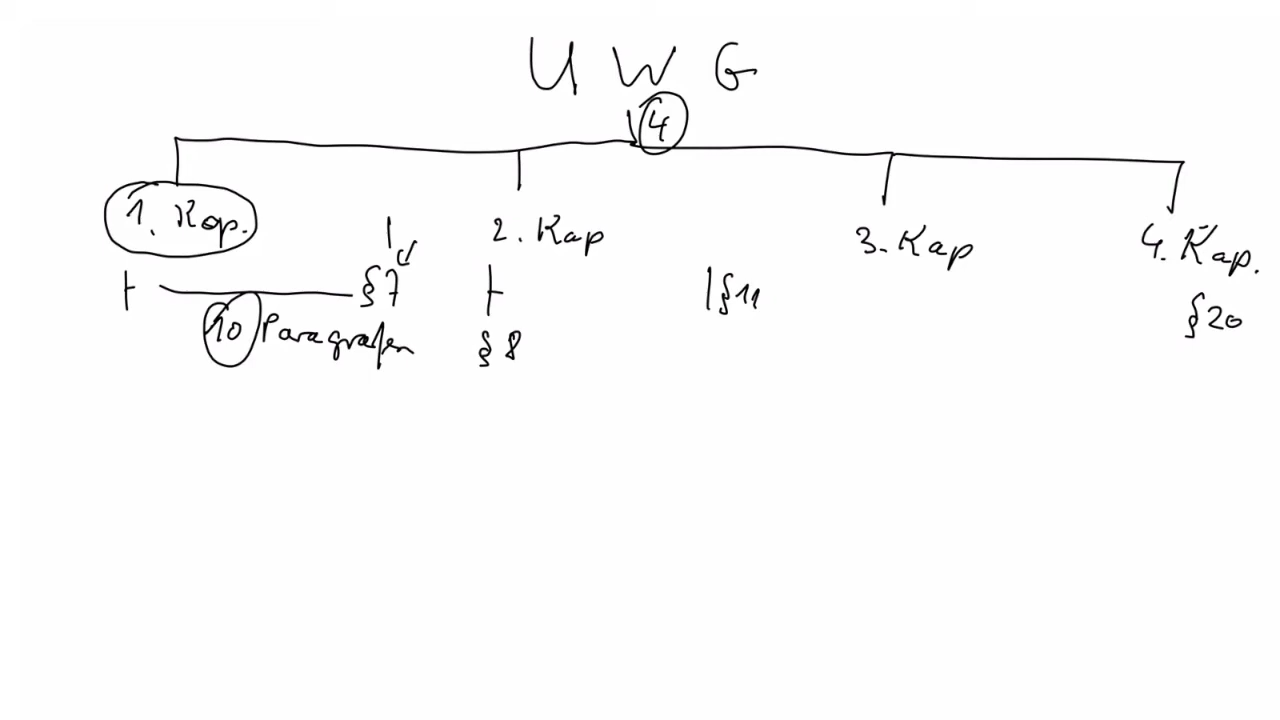 UWG
4
1. Kap.
2. Kap
3. Kap
4. Kap.
§7
§11
§20
10 Paragrafen
§8